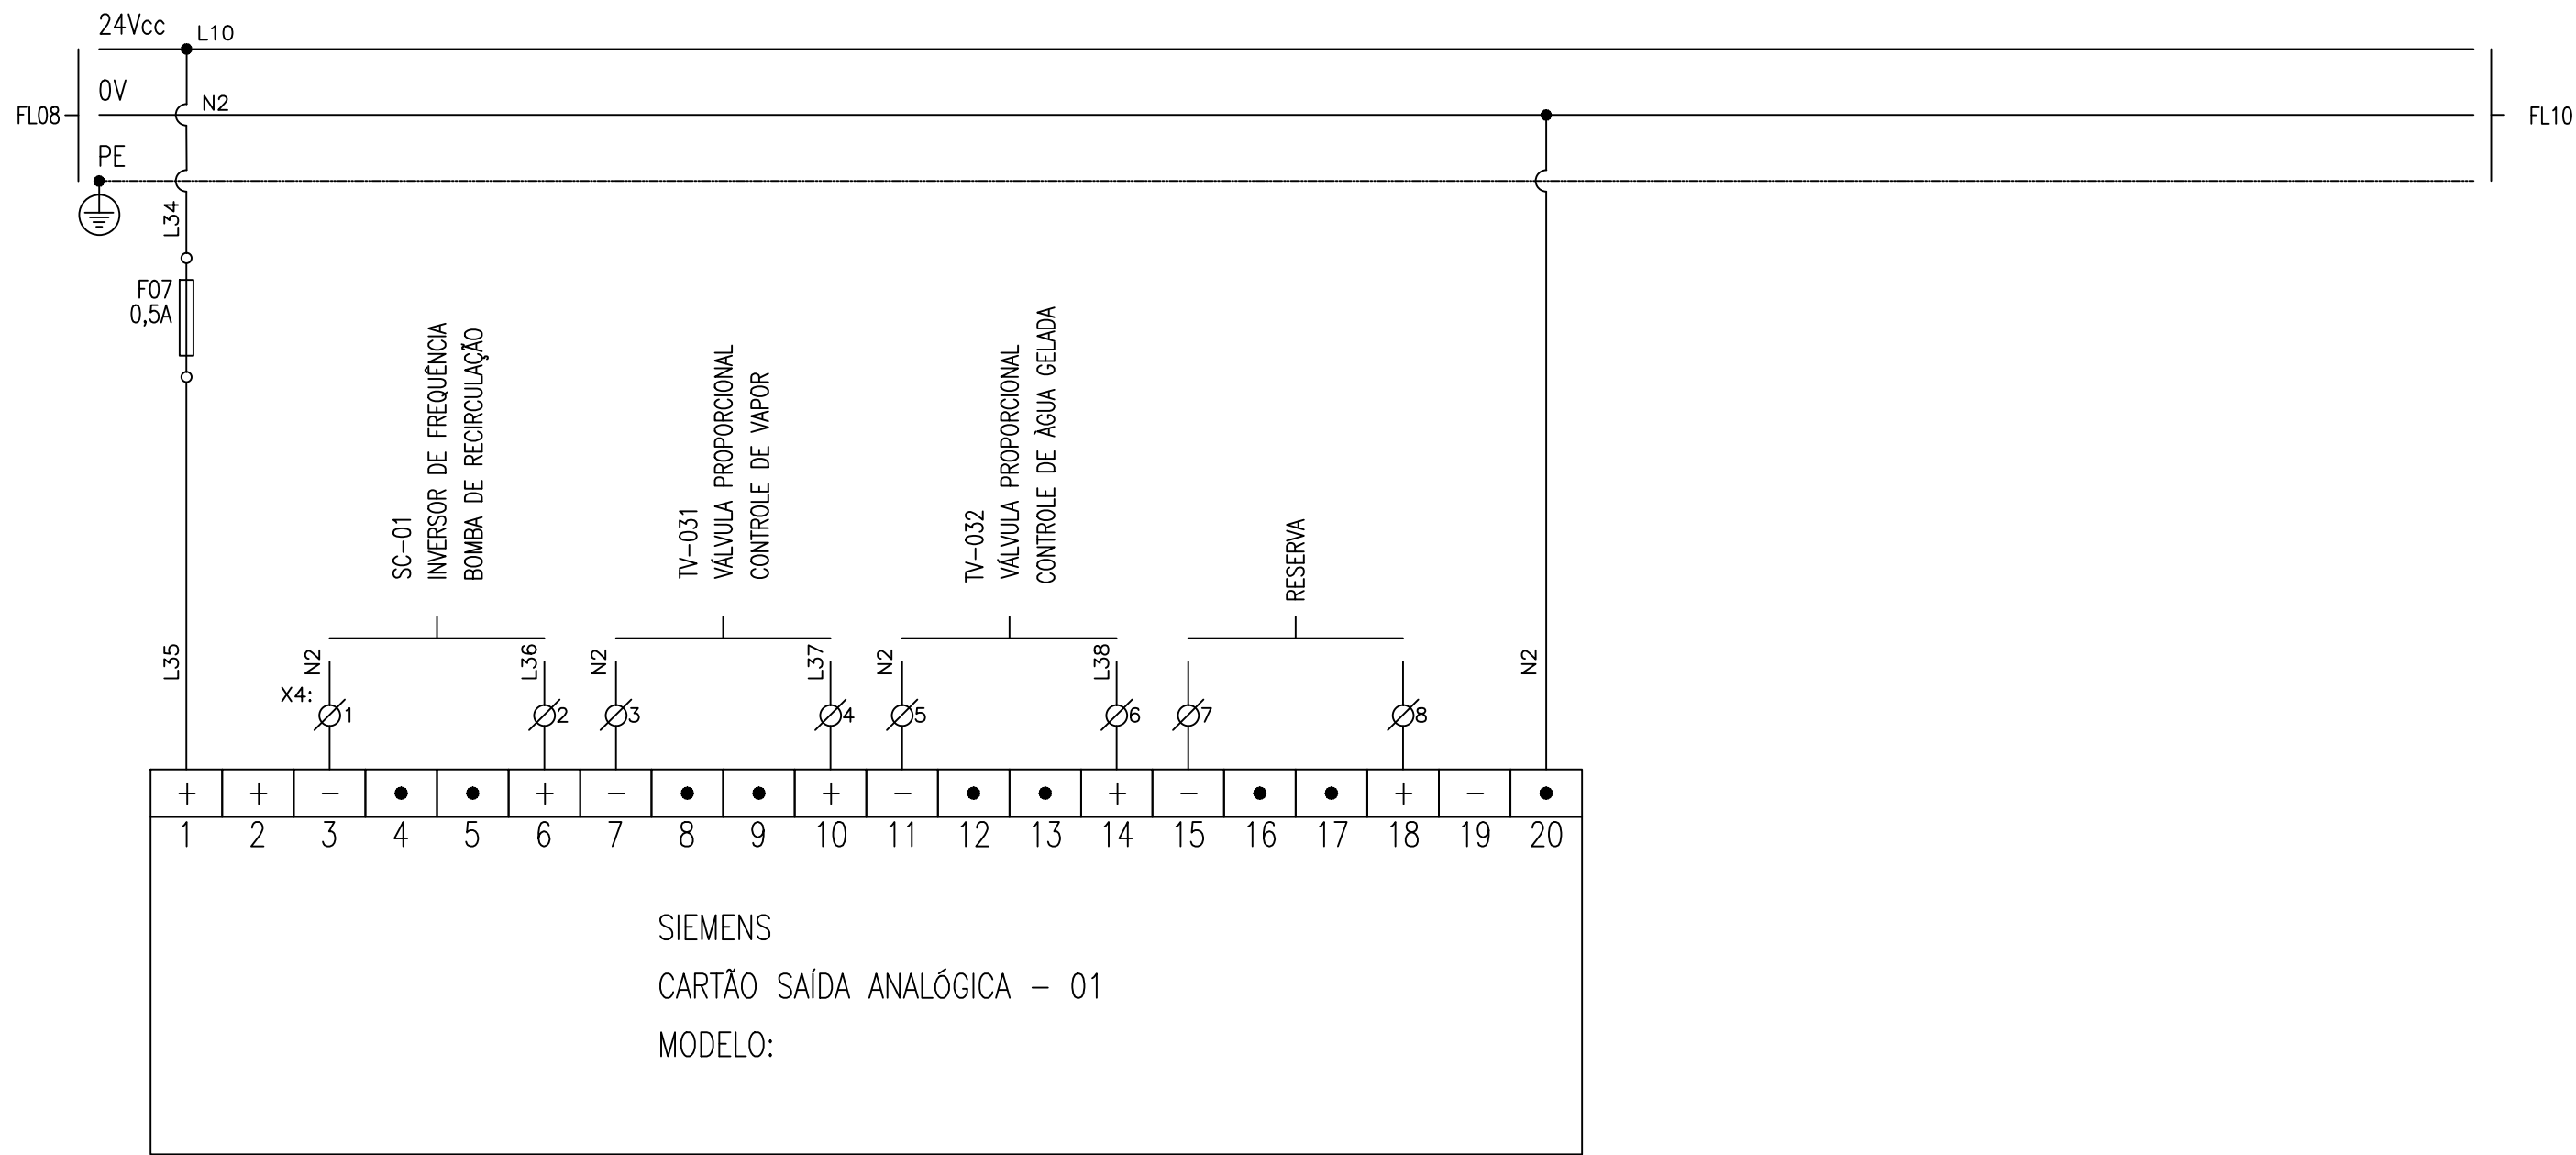 24Vcc
L10
0V
N2
FL08
FL10
PE
L34
F07
0,5A
SC-01
INVERSOR DE FREQUÊNCIA
BOMBA DE RECIRCULAÇÃO
TV-031
VÁLVULA PROPORCIONAL
CONTROLE DE VAPOR
TV-032
VÁLVULA PROPORCIONAL
CONTROLE DE ÀGUA GELADA
RESERVA
L35
N2
L36
N2
L37
N2
L38
N2
X4:
1
2
3
4
5
6
7
8
+ + - • • + - • • + - • • + - • • + - •
1 2 3 4 5 6 7 8 9 10 11 12 13 14 15 16 17 18 19 20
SIEMENS
CARTÃO SAÍDA ANALÓGICA - 01
MODELO: